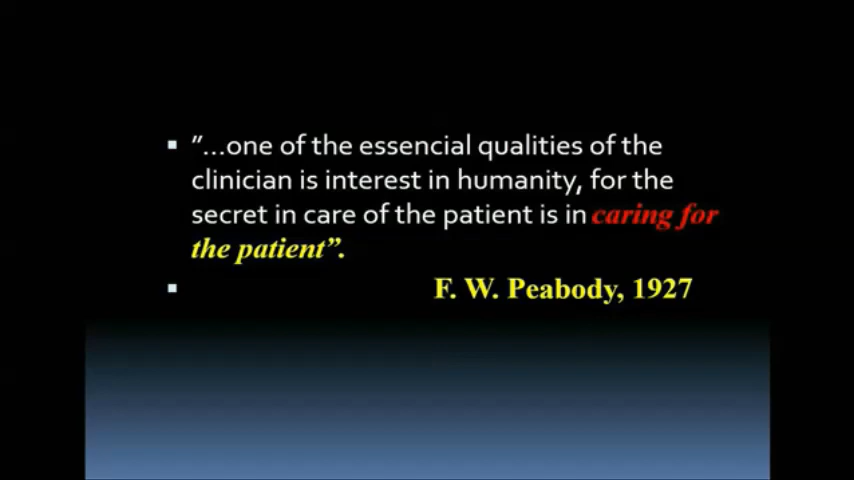 ▪ "...one of the essencial qualities of the
clinician is interest in humanity, for the
secret in care of the patient is in caring for
the patient".
▪ F. W. Peabody, 1927